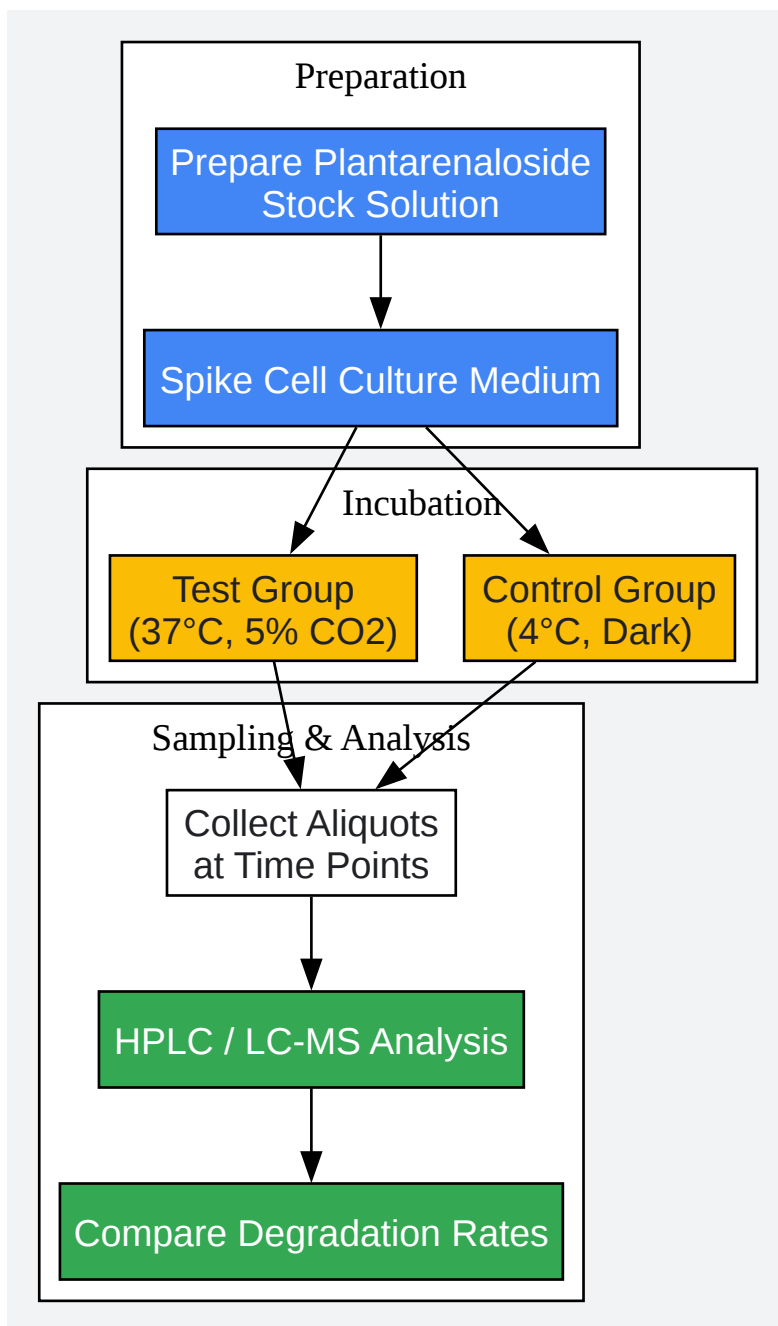 Preparation
Prepare Plantarenaloside
Stock Solution
Spike Cell Culture Medium
Incubation
Test Group
(37°C, 5% CO2)
Control Group
(4°C, Dark)
Sampling & Analysis
Collect Aliquots
at Time Points
HPLC / LC-MS Analysis
Compare Degradation Rates